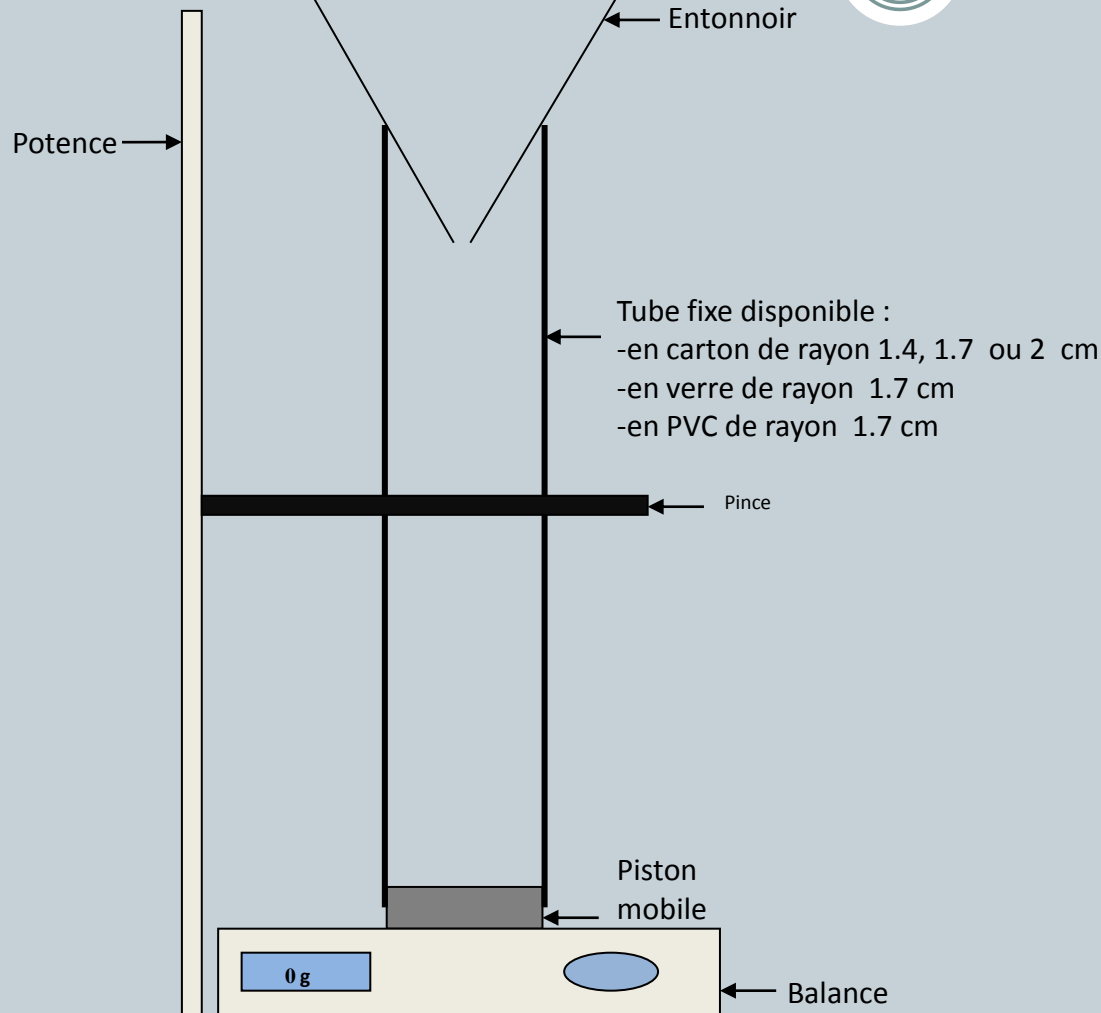 Entonnoir
Potence
Tube fixe disponible :
-en carton de rayon 1.4, 1.7 ou 2 cm
-en verre de rayon 1.7 cm
-en PVC de rayon 1.7 cm
Pince
Piston
mobile
0 g
Balance